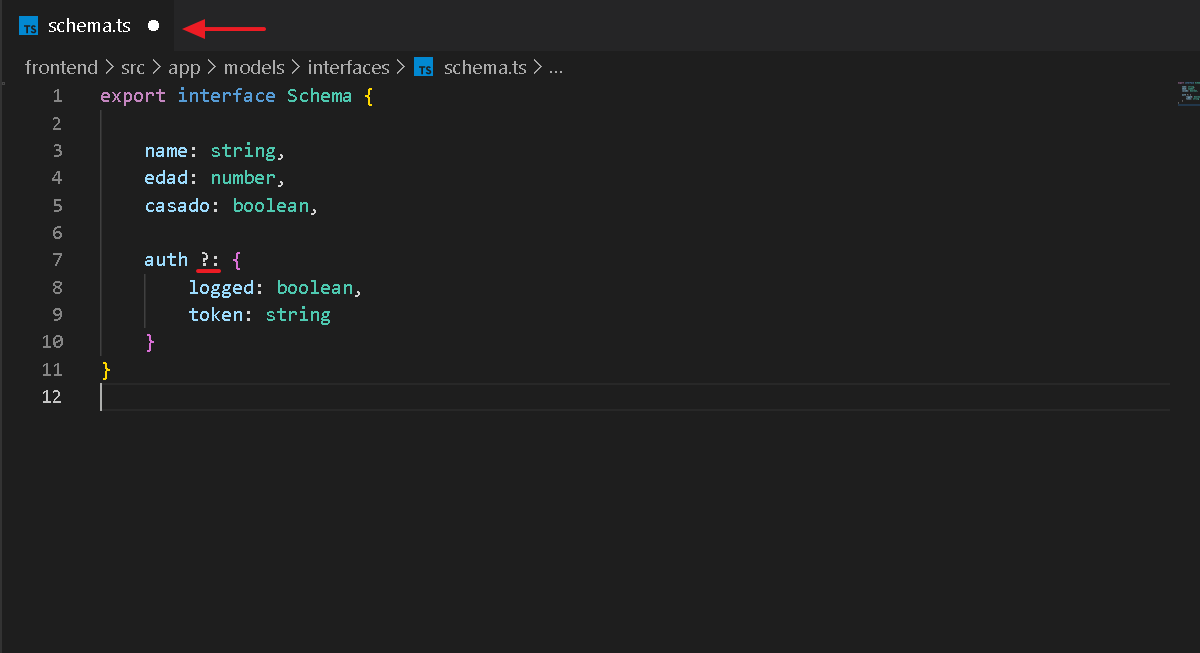 TS schema.ts
frontend > src > app > models > interfaces > TS schema.ts > ...
1 export interface Schema {
2
3 name: string,
4 edad: number,
5 casado: boolean,
6
7 auth ?: {
8 logged: boolean,
9 token: string
10 }
11 }
12